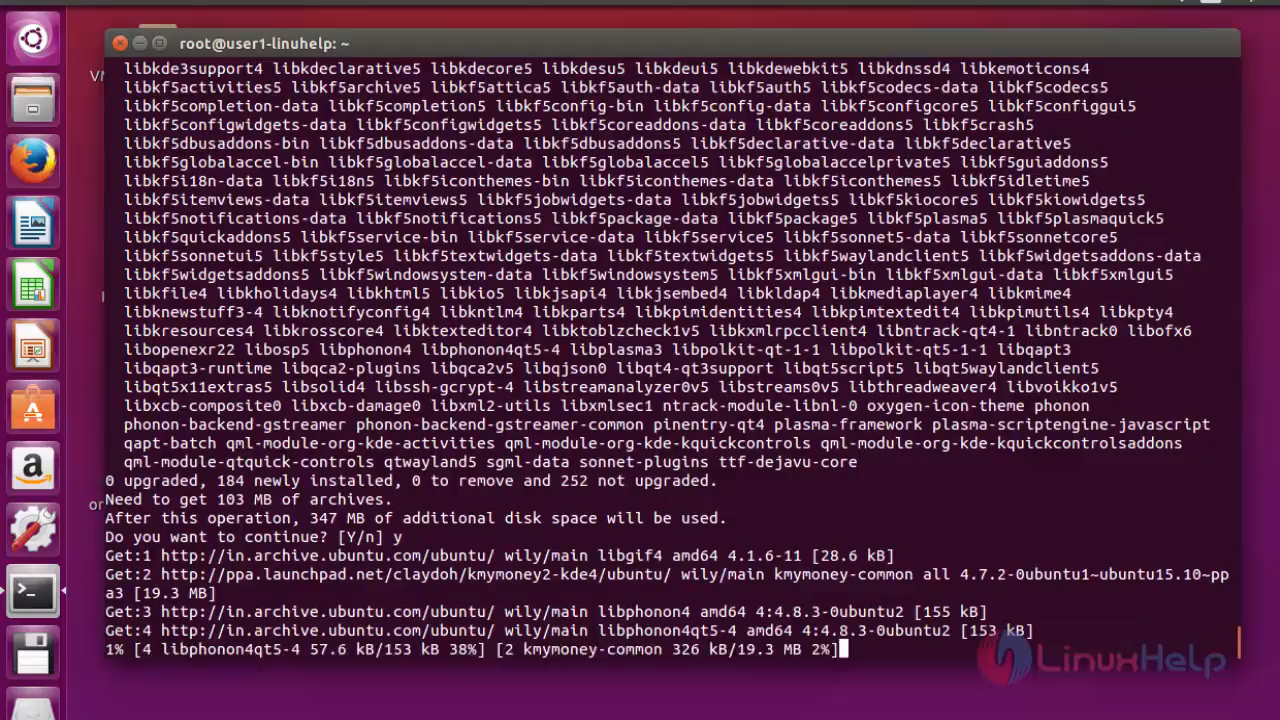 root@user1-linuhelp: ~
VM
libkde3support4 libkdeclarative5 libkdecore5 libkdesu5 libkdeui5 libkdewebkit5 libkdnssd4 libkemoticons4
libkf5activities5 libkf5archive5 libkf5attica5 libkf5auth-data libkf5auth5 libkf5codecs-data libkf5codecs5
libkf5completion-data libkf5completion5 libkf5config-bin libkf5config-data libkf5configcore5 libkf5configgui5
libkf5configwidgets-data libkf5configwidgets5 libkf5coreaddons-data libkf5coreaddons5 libkf5crash5
libkf5dbusaddons-bin libkf5dbusaddons-data libkf5dbusaddons5 libkf5declarative-data libkf5declarative5
libkf5globalaccel-bin libkf5globalaccel-data libkf5globalaccel5 libkf5globalaccelprivate5 libkf5guiaddons5
libkf5i18n-data libkf5i18n5 libkf5iconthemes-bin libkf5iconthemes-data libkf5iconthemes5 libkf5idletime5
libkf5itemviews-data libkf5itemviews5 libkf5jobwidgets-data libkf5jobwidgets5 libkf5kiocore5 libkf5kiowidgets5
libkf5notifications-data libkf5notifications5 libkf5package-data libkf5package5 libkf5plasma5 libkf5plasmaquick5
libkf5quickaddons5 libkf5service-bin libkf5service-data libkf5service5 libkf5sonnet5-data libkf5sonnetcore5
libkf5sonnetui5 libkf5style5 libkf5textwidgets-data libkf5textwidgets5 libkf5waylandclient5 libkf5widgetsaddons-data
libkf5widgetsaddons5 libkf5windowsystem-data libkf5windowsystem5 libkf5xmlgui-bin libkf5xmlgui-data libkf5xmlgui5
libkfile4 libkholidays4 libkhtml5 libkio5 libkjsapi4 libkjsembed4 libkldap4 libkmediaplayer4 libkmime4
libknewstuff3-4 libknotifyconfig4 libkntlm4 libkparts4 libkpimidentities4 libkpimtextedit4 libkpimutils4 libkpty4
libkresources4 libkrosscore4 libktexteditor4 libktoblzcheck1v5 libkxmlrpcclient4 libntrack-qt4-1 libntrack0 libofx6
libopenexr22 libosp5 libphonon4 libphonon4qt5-4 libplasma3 libpolkit-qt-1-1 libpolkit-qt5-1-1 libqapt3
libqapt3-runtime libqca2-plugins libqca2v5 libqjson0 libqt4-qt3support libqt5script5 libqt5waylandclient5
libqt5x11extras5 libsolid4 libssh-gcrypt-4 libstreamanalyzer0v5 libstreams0v5 libthreadweaver4 libvoikko1v5
libxcb-composite0 libxcb-damage0 libxml2-utils libxmlsec1 ntrack-module-libnl-0 oxygen-icon-theme phonon
phonon-backend-gstreamer phonon-backend-gstreamer-common pinentry-qt4 plasma-framework plasma-scriptengine-javascript
qapt-batch qml-module-org-kde-activities qml-module-org-kde-kquickcontrols qml-module-org-kde-kquickcontrolsaddons
qml-module-qtquick-controls qtwayland5 sgml-data sonnet-plugins ttf-dejavu-core
0 upgraded, 184 newly installed, 0 to remove and 252 not upgraded.
Need to get 103 MB of archives.
After this operation, 347 MB of additional disk space will be used.
Do you want to continue? [Y/n] y
Get:1 http://in.archive.ubuntu.com/ubuntu/ wily/main libgif4 amd64 4.1.6-11 [28.6 kB]
Get:2 http://ppa.launchpad.net/claydoh/kmymoney2-kde4/ubuntu/ wily/main kmymoney-common all 4.7.2-0ubuntu1~ubuntu15.10~pp
a3 [19.3 MB]
Get:3 http://in.archive.ubuntu.com/ubuntu/ wily/main libphonon4 amd64 4:4.8.3-0ubuntu2 [155 kB]
Get:4 http://in.archive.ubuntu.com/ubuntu/ wily/main libphonon4qt5-4 amd64 4:4.8.3-0ubuntu2 [153 kB]
1% [4 libphonon4qt5-4 57.6 kB/153 kB 38%] [2 kmymoney-common 326 kB/19.3 MB 2%]
LinuxHelp